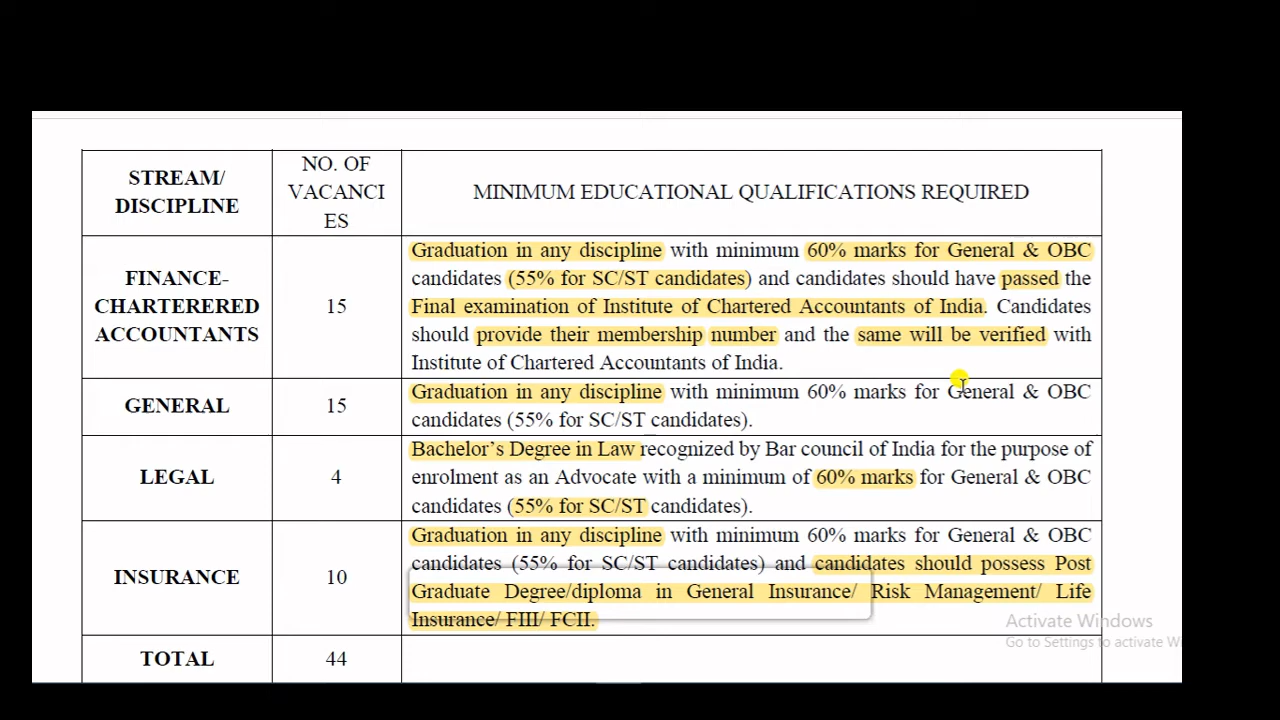 STREAM/
DISCIPLINE
NO. OF
VACANCI
ES
MINIMUM EDUCATIONAL QUALIFICATIONS REQUIRED
FINANCE-
CHARTERERED
ACCOUNTANTS
15
Graduation in any discipline with minimum 60% marks for General & OBC
candidates (55% for SC/ST candidates) and candidates should have passed the
Final examination of Institute of Chartered Accountants of India. Candidates
should provide their membership number and the same will be verified with
Institute of Chartered Accountants of India.
GENERAL
15
Graduation in any discipline with minimum 60% marks for General & OBC
candidates (55% for SC/ST candidates).
LEGAL
4
Bachelor's Degree in Law recognized by Bar council of India for the purpose of
enrolment as an Advocate with a minimum of 60% marks for General & OBC
candidates (55% for SC/ST candidates).
INSURANCE
10
Graduation in any discipline with minimum 60% marks for General & OBC
candidates (55% for SC/ST candidates) and candidates should possess Post
Graduate Degree/diploma in General Insurance/ Risk Management/ Life
Insurance/ FIII/ FCII.
TOTAL
44
Activate Windows
Go to Settings to activate Wi